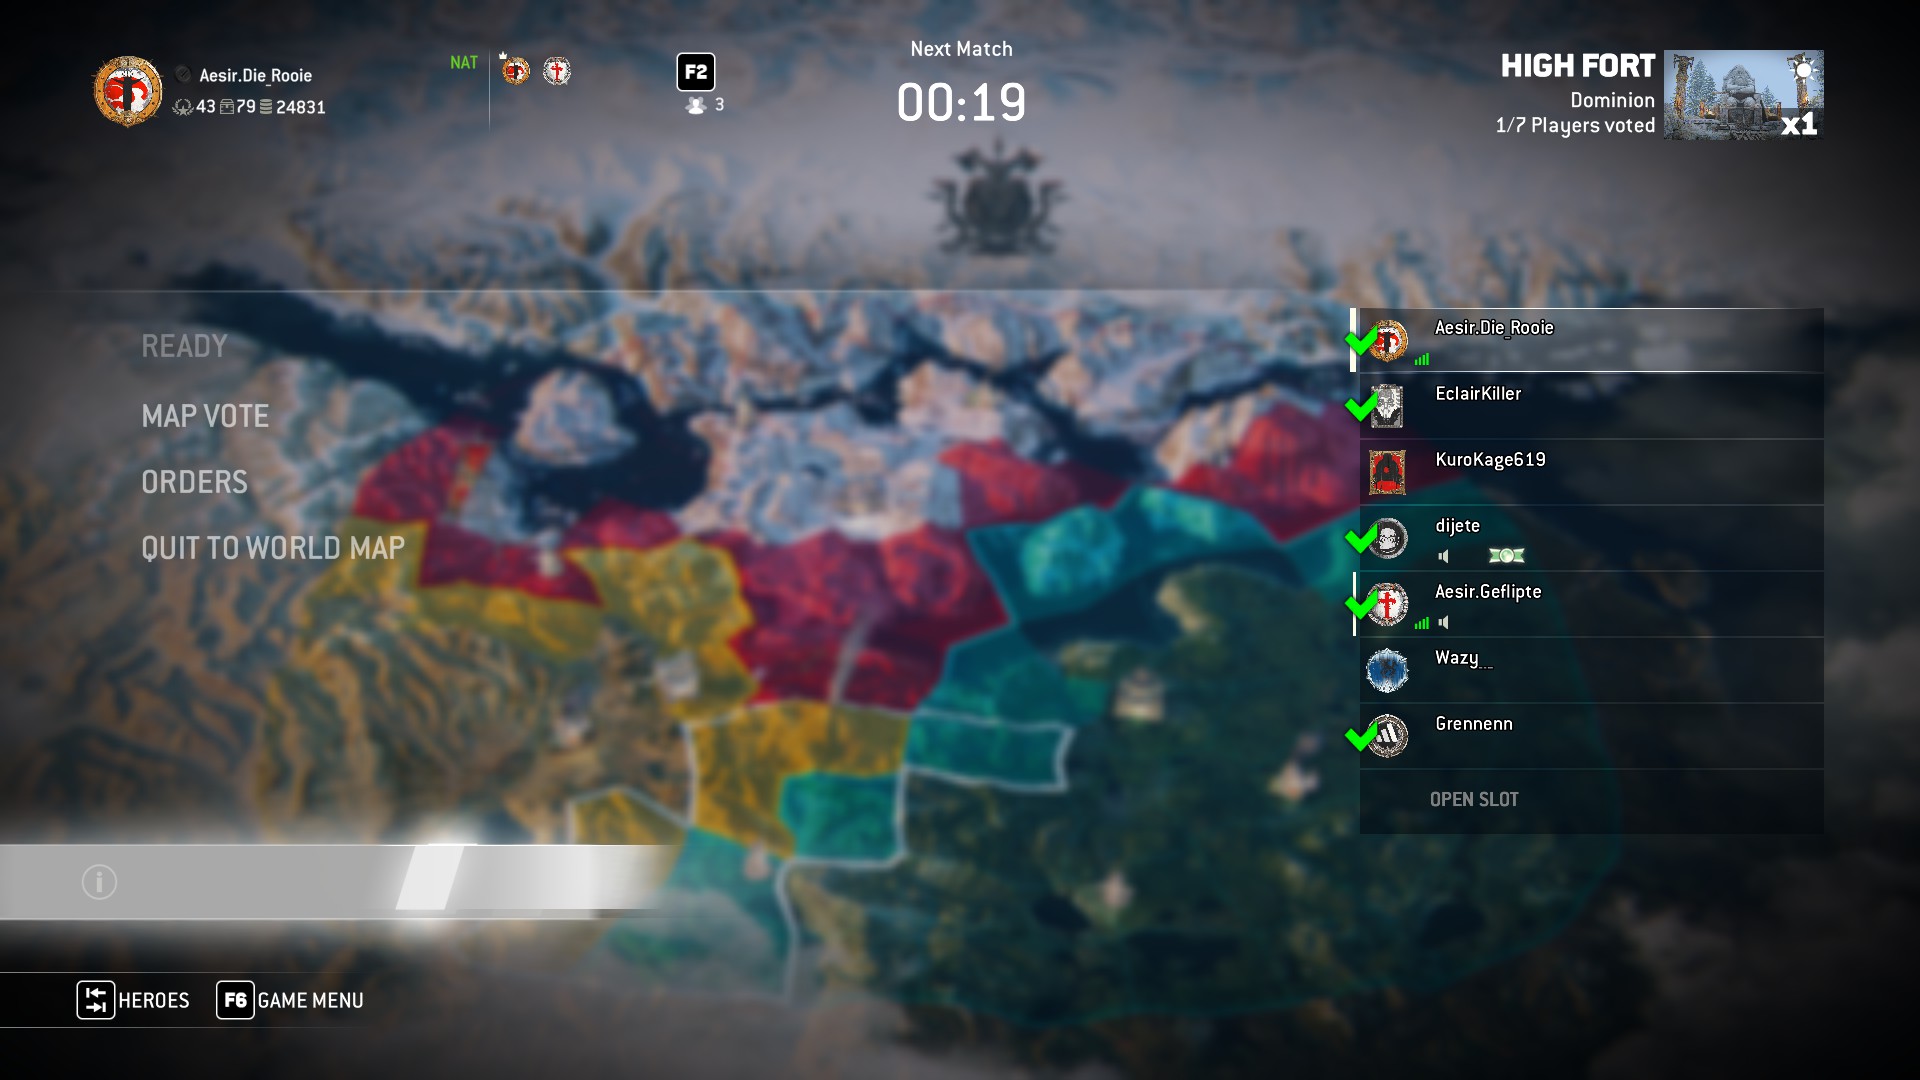 Aesir.Die_Rooie
43 79 24831
NAT
F2
3
Next Match
00:19
HIGH FORT
Dominion
1/7 Players voted
x1
READY
MAP VOTE
ORDERS
QUIT TO WORLD MAP
Aesir.Die_Rooie
EclairKiller
KuroKage619
dijete
Aesir.Geflipte
Wazy__
Grennenn
OPEN SLOT
HEROES
F6 GAME MENU